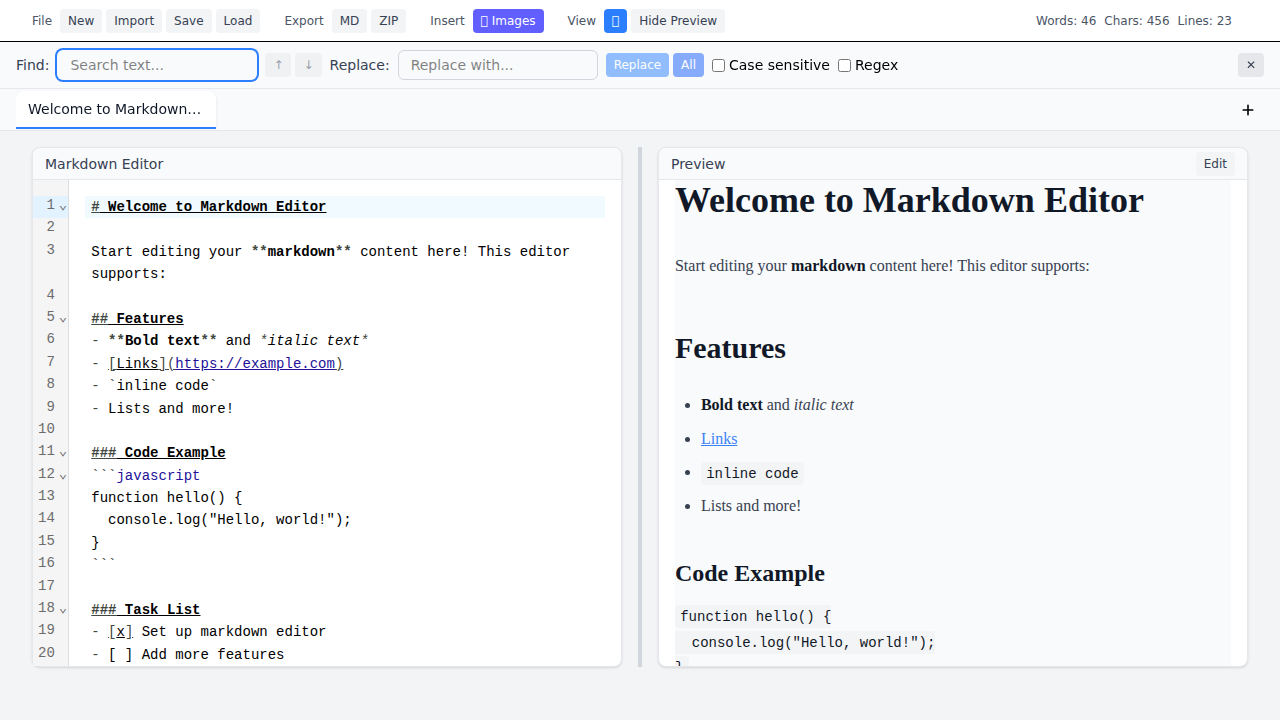 File New Import Save Load Export MD ZIP Insert Images View Hide Preview Words: 46 Chars: 456 Lines: 23
Find: Search text... ↑ ↓ Replace: Replace with... Replace All Case sensitive Regex ✕
Welcome to Markdown... +
Markdown Editor
1 # Welcome to Markdown Editor
2
3 Start editing your **markdown** content here! This editor
supports:
4
5 ## Features
6 - **Bold text** and *italic text*
7 - [Links](https://example.com)
8 - `inline code`
9 - Lists and more!
10
11 ### Code Example
12 ```javascript
13 function hello() {
14   console.log("Hello, world!");
15 }
16 ```
17
18 ### Task List
19 - [x] Set up markdown editor
20 - [ ] Add more features
Preview Edit
Welcome to Markdown Editor
Start editing your markdown content here! This editor supports:
Features
• Bold text and italic text
• Links
• inline code
• Lists and more!
Code Example
function hello() {
  console.log("Hello, world!");
}